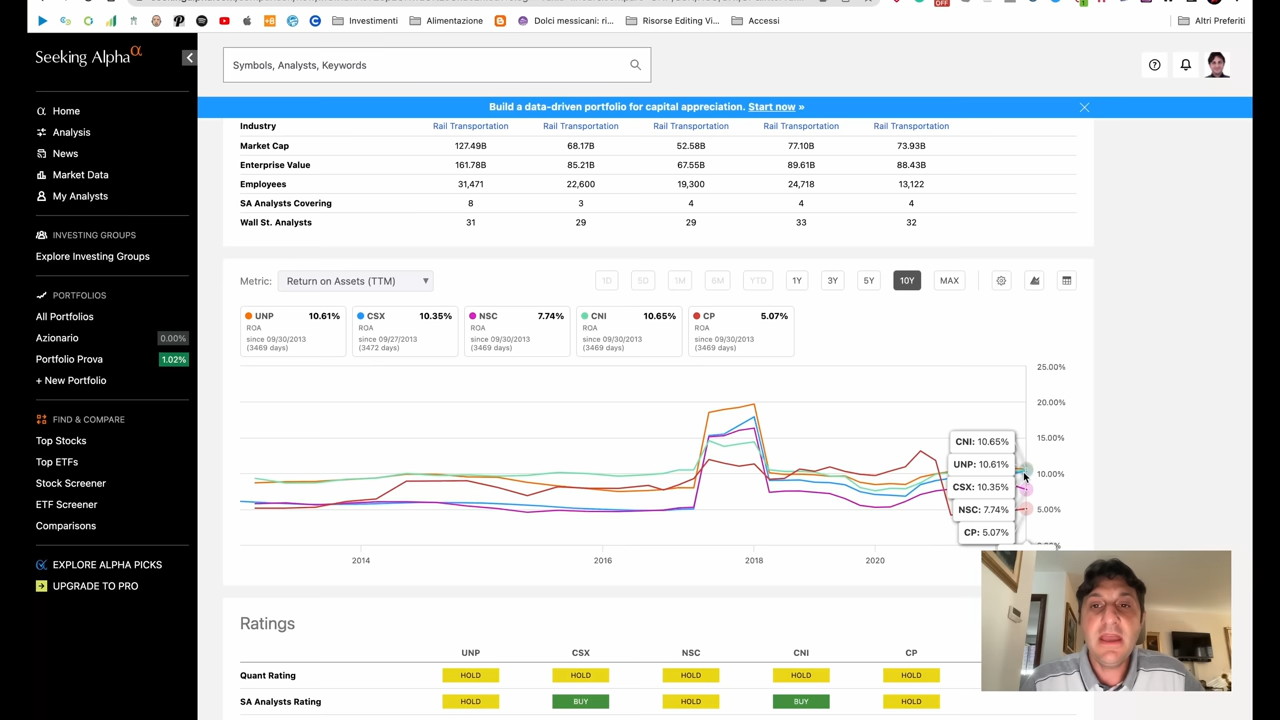 Investimenti
Alimentazione
Dolci messicani: ri...
Risorse Editing Vi...
Accessi
Altri Preferiti
OFF
Seeking Alpha α
Symbols, Analysts, Keywords
Build a data-driven portfolio for capital appreciation. Start now »
Home
Analysis
News
Market Data
My Analysts
INVESTING GROUPS
Explore Investing Groups
PORTFOLIOS
All Portfolios
Azionario 0.00%
Portfolio Prova 1.02%
+ New Portfolio
FIND & COMPARE
Top Stocks
Top ETFs
Stock Screener
ETF Screener
Comparisons
EXPLORE ALPHA PICKS
UPGRADE TO PRO
Industry Rail Transportation Rail Transportation Rail Transportation Rail Transportation Rail Transportation
Market Cap 127.49B 68.17B 52.58B 77.10B 73.93B
Enterprise Value 161.78B 85.21B 67.55B 89.61B 88.43B
Employees 31,471 22,600 19,300 24,718 13,122
SA Analysts Covering 8 3 4 4 4
Wall St. Analysts 31 29 29 33 32
Metric: Return on Assets (TTM) 1D 5D 1M 6M YTD 1Y 3Y 5Y 10Y MAX
UNP 10.61%
ROA
since 09/30/2013
(3469 days)
CSX 10.35%
ROA
since 09/27/2013
(3472 days)
NSC 7.74%
ROA
since 09/30/2013
(3469 days)
CNI 10.65%
ROA
since 09/30/2013
(3469 days)
CP 5.07%
ROA
since 09/30/2013
(3469 days)
25.00%
20.00%
15.00%
10.00%
5.00%
CNI: 10.65%
UNP: 10.61%
CSX: 10.35%
NSC: 7.74%
CP: 5.07%
2014 2016 2018 2020
Ratings
UNP CSX NSC CNI CP
Quant Rating HOLD HOLD HOLD HOLD HOLD
SA Analysts Rating HOLD BUY HOLD BUY HOLD